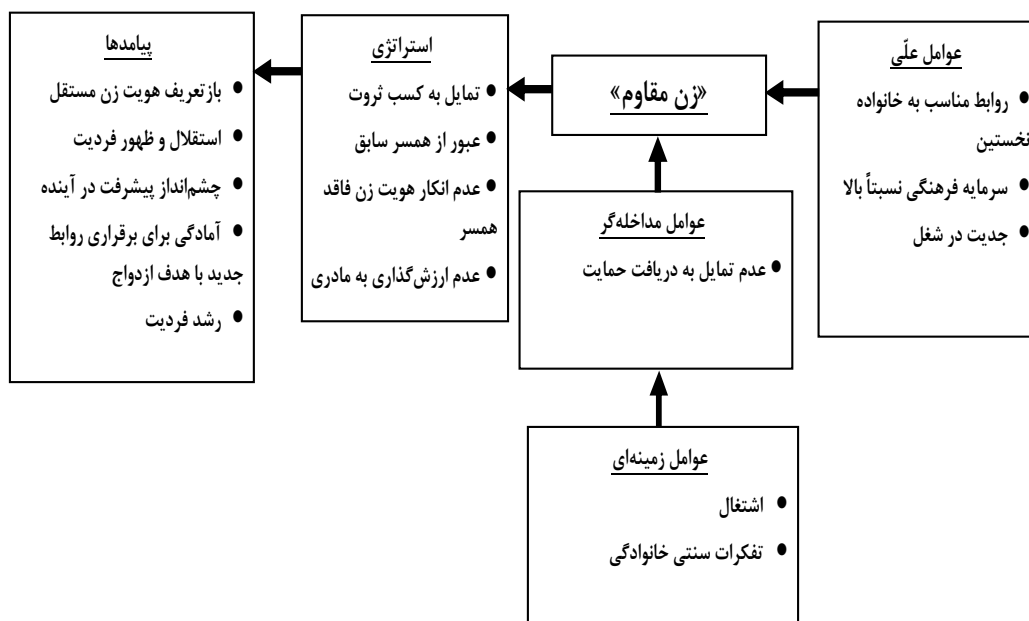 عوامل علّی
● روابط مناسب به خانواده
نخستین
● سرمایه فرهنگی نسبتاً بالا
● جدیت در شغل
«زن مقاوم»
عوامل مداخله‌گر
● عدم تمایل به دریافت حمایت
عوامل زمینه‌ای
● اشتغال
● تفکرات سنتی خانوادگی
استراتژی
● تمایل به کسب ثروت
● عبور از همسر سابق
● عدم انکار هویت زن فاقد
همسر
● عدم ارزش‌گذاری به مادری
پیامدها
● بازتعریف هویت زن مستقل
● استقلال و ظهور فردیت
● چشم‌انداز پیشرفت در آینده
● آمادگی برای برقراری روابط
جدید با هدف ازدواج
● رشد فردیت